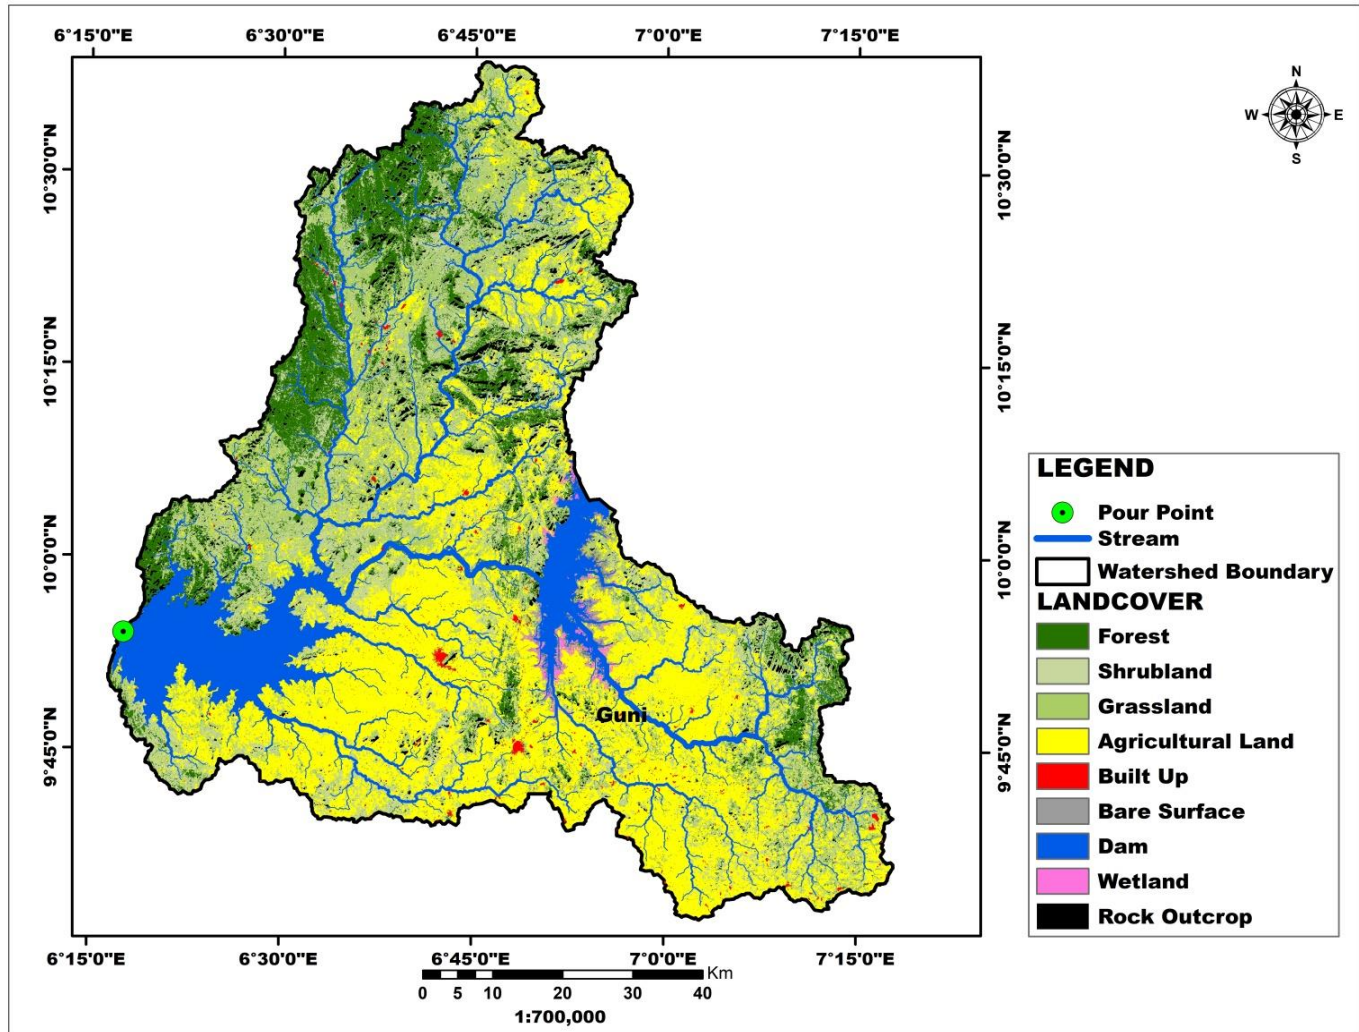 6°15'0"E 6°30'0"E 6°45'0"E 7°0'0"E 7°15'0"E
N
W E
S
10°30'0"N 10°30'0"N
10°15'0"N 10°15'0"N
10°0'0"N 10°0'0"N
9°45'0"N 9°45'0"N
Guni
LEGEND
Pour Point
Stream
Watershed Boundary
LANDCOVER
Forest
Shrubland
Grassland
Agricultural Land
Built Up
Bare Surface
Dam
Wetland
Rock Outcrop
6°15'0"E 6°30'0"E 6°45'0"E 7°0'0"E 7°15'0"E
Km
0 5 10 20 30 40
1:700,000